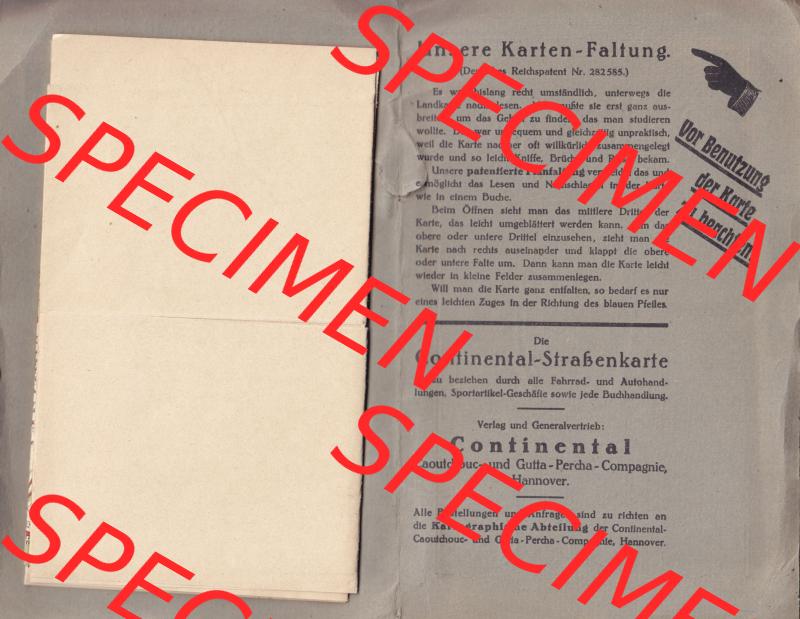 Unsere Karten-Faltung.
(Deutsches Reichspatent Nr. 282585.)
Es war bislang recht umständlich, unterwegs die
Landkarte nachzulesen. mußte sie erst ganz aus-
breiten, um das Gebiet zu finden, das man studieren
wollte. Das war unbequem und gleichzeitig unpraktisch,
weil die Karte nachher oft willkürlich zusammengelegt
wurde und so leicht Kniffe, Brüche und bekam.
Unsere patentierte Planfaltung vermeidet das und
ermöglicht das Lesen und Nachschlagen in der Karte
wie in einem Buche.
Beim Öffnen sieht man das mittlere Drittel der
Karte, das leicht umgeblättert werden kann. Um das
obere oder untere Drittel einzusehen, zieht man die
Karte nach rechts auseinander und klappt die obere
oder untere Falte um. Dann kann man die Karte leicht
wieder in kleine Felder zusammenlegen.
Will man die Karte ganz entfalten, so bedarf es nur
eines leichten Zuges in der Richtung des blauen Pfeiles.
Vor Benutzung
der Karte
zu beachten!
Die
Continental-Straßenkarte
zu beziehen durch alle Fahrrad- und Autohand-
lungen, Sportartikel-Geschäfte sowie jede Buchhandlung.
Verlag und Generalvertrieb:
Continental
Caoutchouc- und Gutta-Percha-Compagnie,
Hannover.
Alle Bestellungen und Anfragen sind zu richten an
die Kartographische Abteilung der Continental-
Caoutchouc- und Gutta-Percha-Compagnie, Hannover.
SPECIMEN
SPECIMEN
SPECIMEN
SPECIMEN